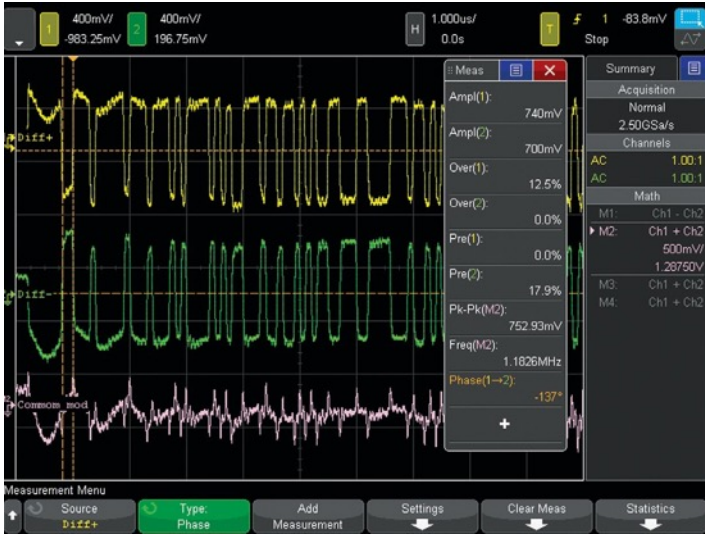 1 400mV/ 2 400mV/ H 1.000us/ T 1 -83.8mV
-983.25mV 196.75mV 0.0s Stop
Meas
Summary
Ampl(1):
740mV
Ampl(2):
700mV
Over(1):
12.5%
Over(2):
0.0%
Pre(1):
0.0%
Pre(2):
17.9%
Pk-Pk(M2):
752.93mV
Freq(M2):
1.1826MHz
Phase(1→2):
-137°
+
Acquisition
Normal
2.50GSa/s
Channels
AC 1.00:1
AC 1.00:1
Math
M1: Ch1 - Ch2
M2: Ch1 + Ch2
500mV/
1.28750V
M3: Ch1 + Ch2
M4: Ch1 + Ch2
Diff+
Diff-
Commom mod
Measurement Menu
Source Type: Add Settings Clear Meas Statistics
Diff+ Phase Measurement